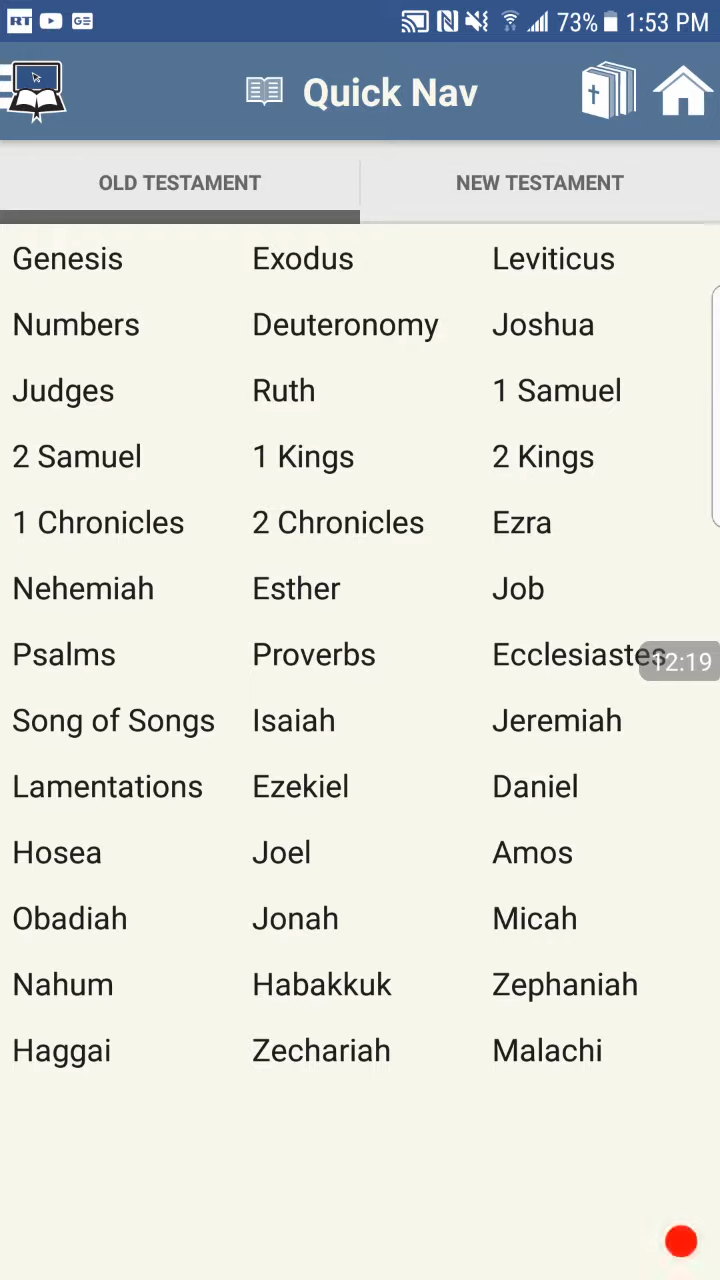 RT GE 73% 1:53 PM
Quick Nav
OLD TESTAMENT NEW TESTAMENT
Genesis Exodus Leviticus
Numbers Deuteronomy Joshua
Judges Ruth 1 Samuel
2 Samuel 1 Kings 2 Kings
1 Chronicles 2 Chronicles Ezra
Nehemiah Esther Job
Psalms Proverbs Ecclesiastes 12:19
Song of Songs Isaiah Jeremiah
Lamentations Ezekiel Daniel
Hosea Joel Amos
Obadiah Jonah Micah
Nahum Habakkuk Zephaniah
Haggai Zechariah Malachi